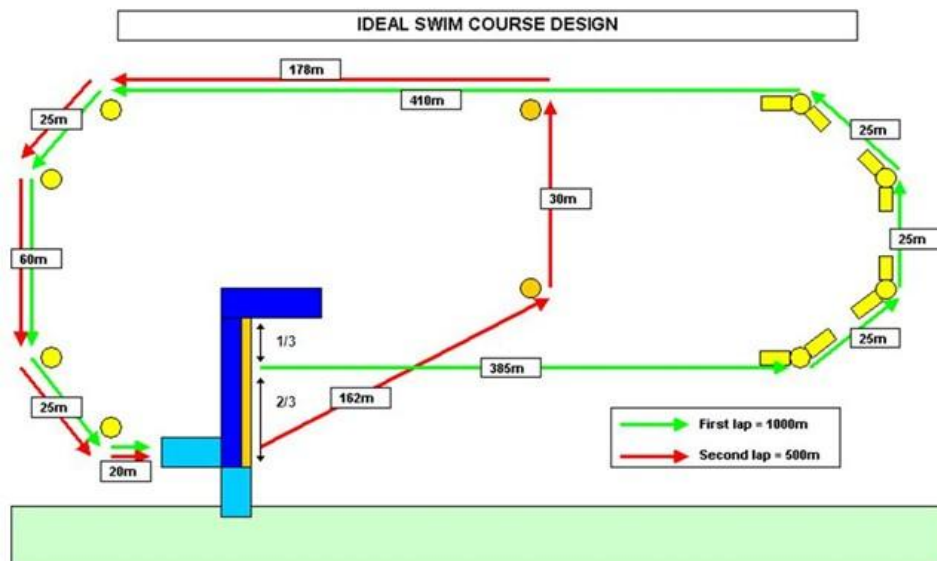 IDEAL SWIM COURSE DESIGN
178m
410m
25m
25m
30m
60m
25m
1/3
25m
385m
2/3
162m
25m
First lap = 1000m
Second lap = 500m
20m